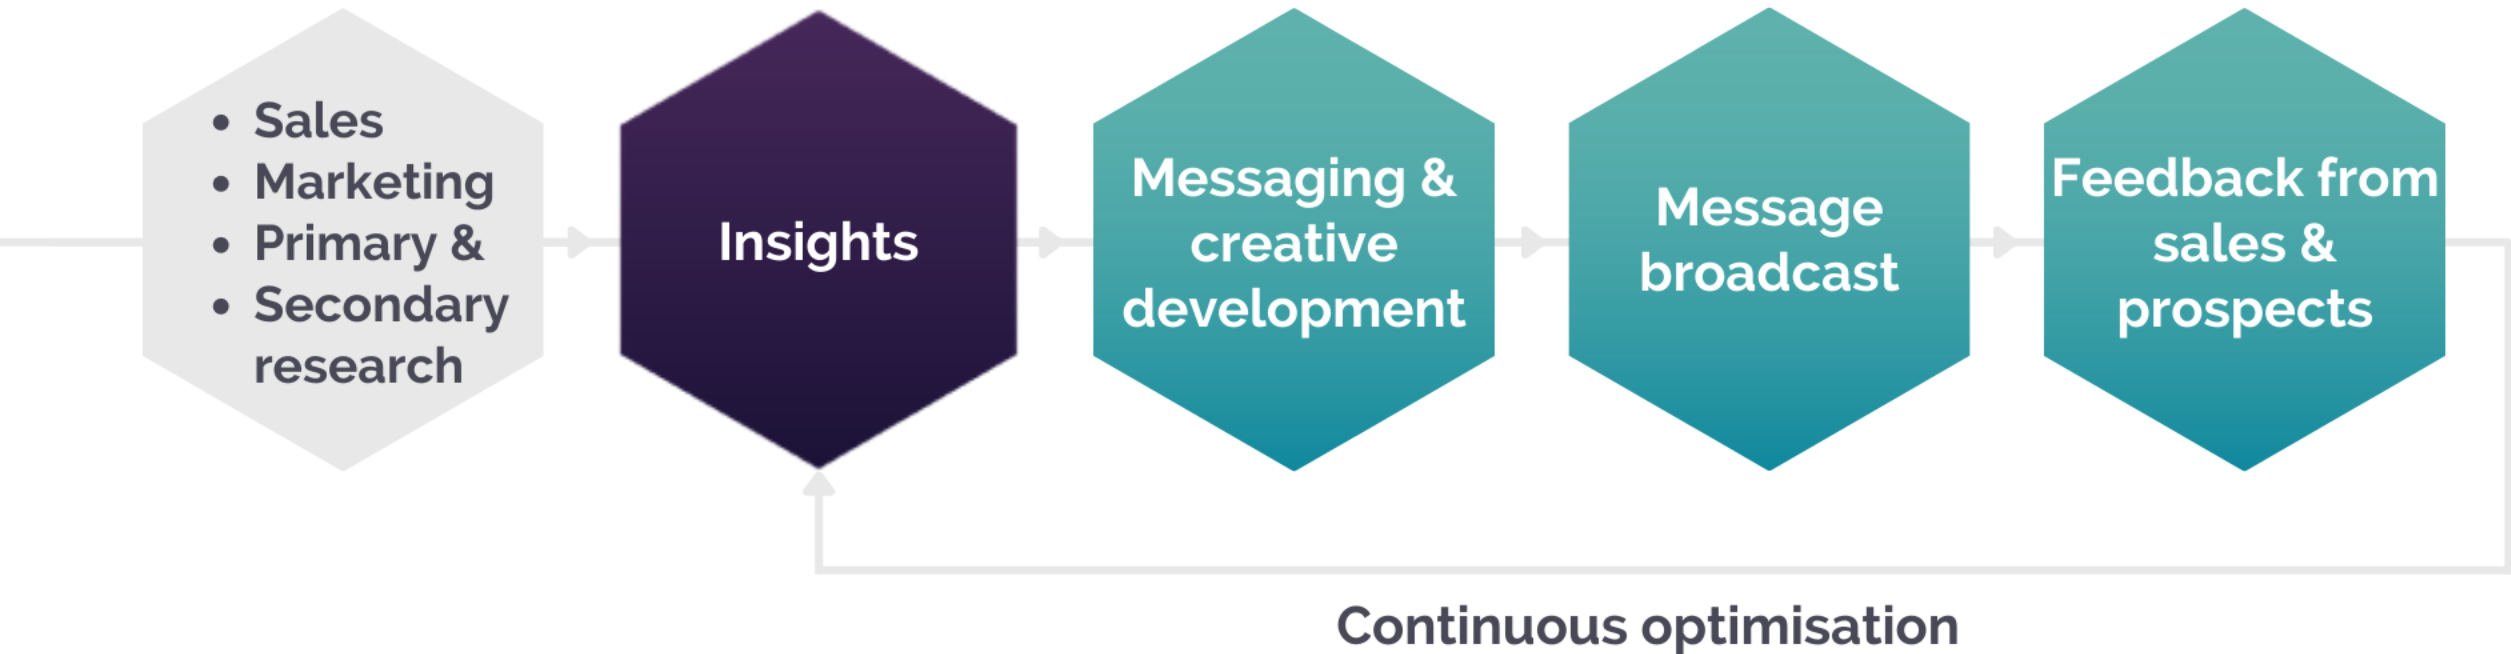 • Sales
• Marketing
• Primary &
• Secondary
research
Insights
Messaging &
creative
development
Message
broadcast
Feedback from
sales &
prospects
Continuous optimisation